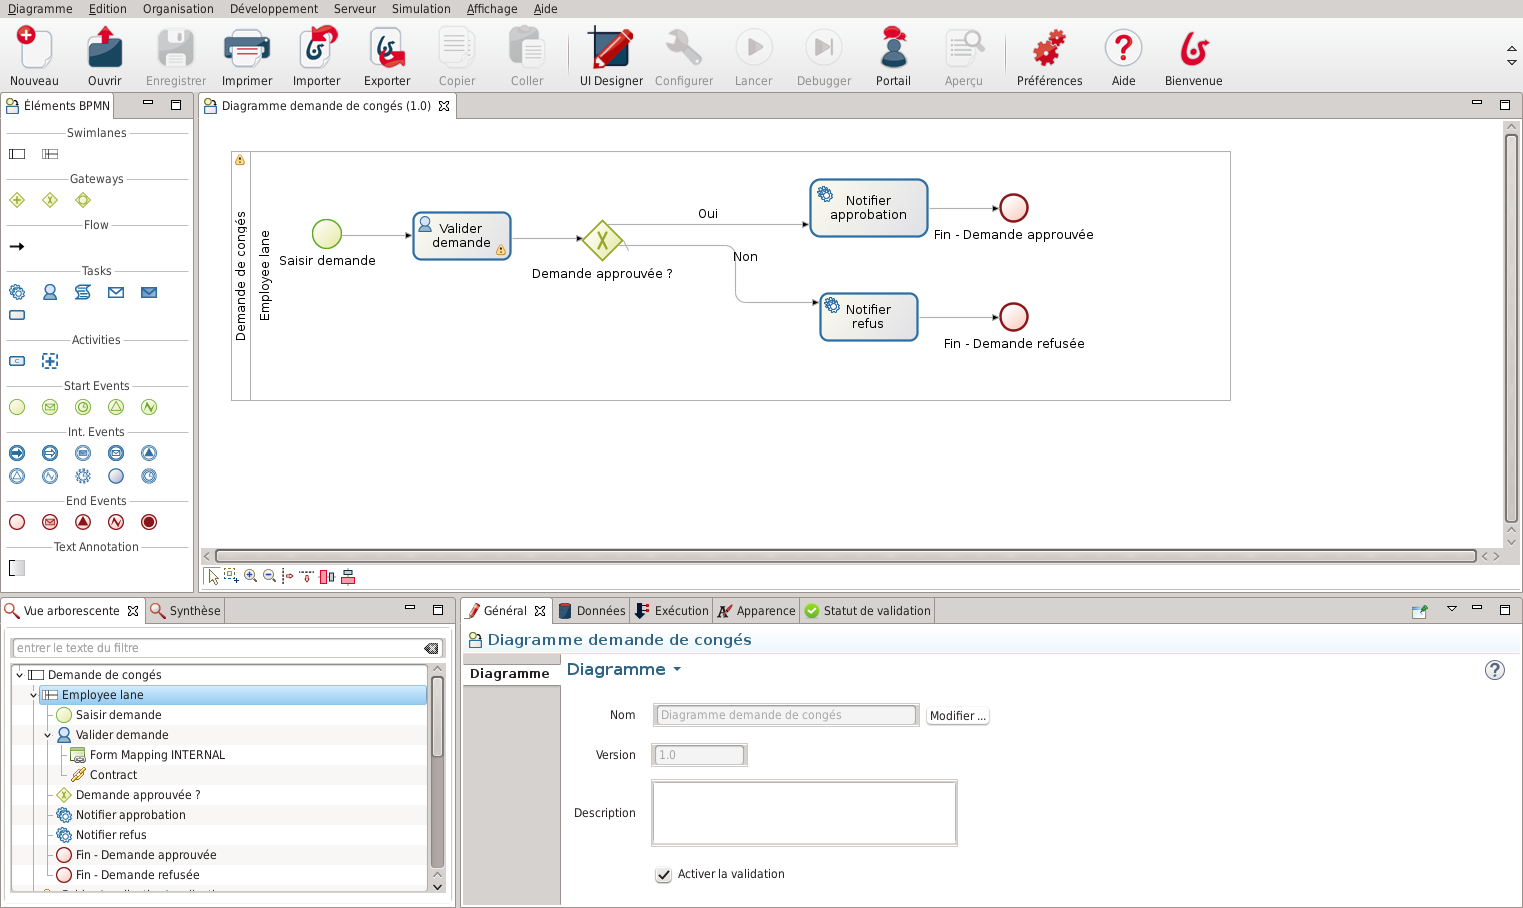 Diagramme Edition Organisation Développement Serveur Simulation Affichage Aide
Nouveau Ouvrir Enregistrer Imprimer Importer Exporter Copier Coller UI Designer Configurer Lancer Debugger Portail Aperçu Préférences Aide Bienvenue
Éléments BPMN
Swimlanes
Gateways
Flow
Tasks
Activities
Start Events
Int. Events
End Events
Text Annotation
Diagramme demande de congés (1.0)
Demande de congés
Employee lane
Saisir demande
Valider
demande
Demande approuvée ?
Oui
Non
Notifier
approbation
Fin - Demande approuvée
Notifier
refus
Fin - Demande refusée
Vue arborescente Synthèse
entrer le texte du filtre
Demande de congés
Employee lane
Saisir demande
Valider demande
Form Mapping INTERNAL
Contract
Demande approuvée ?
Notifier approbation
Notifier refus
Fin - Demande approuvée
Fin - Demande refusée
Général Données Exécution Apparence Statut de validation
Diagramme demande de congés
Diagramme
Diagramme
Nom Diagramme demande de congés Modifier ...
Version 1.0
Description
Activer la validation